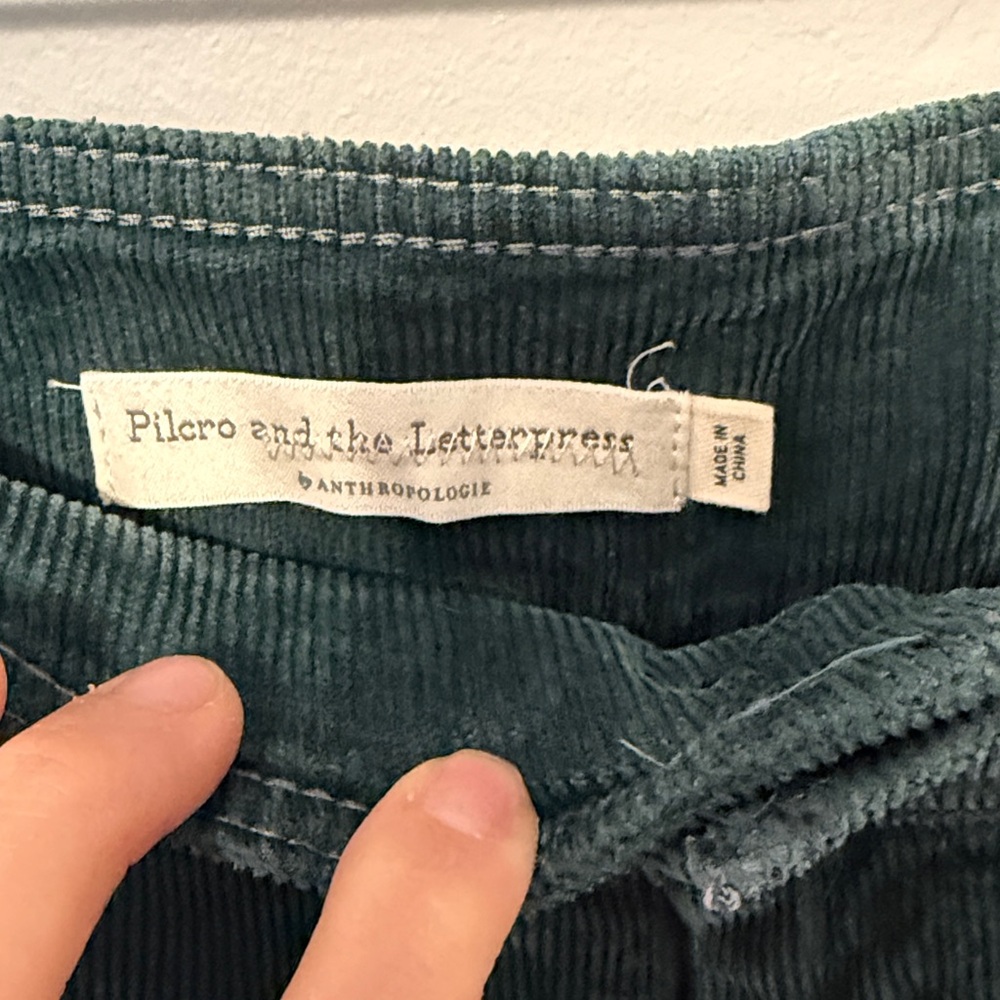 Pilcro and the Letterpress
by ANTHROPOLOGIE
MADE IN
CHINA